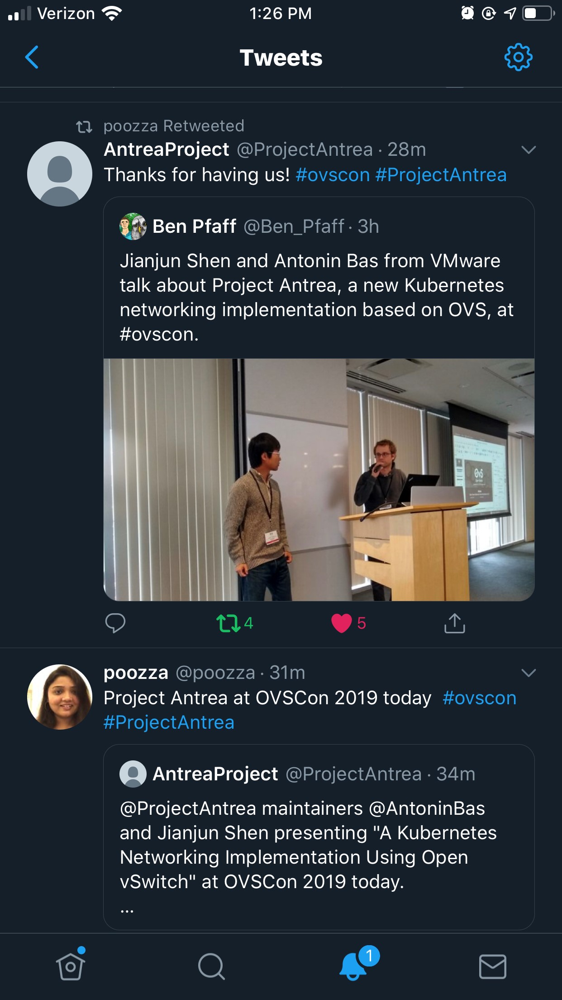 Verizon 1:26 PM
Tweets
poozza Retweeted
AntreaProject @ProjectAntrea · 28m
Thanks for having us! #ovscon #ProjectAntrea
Ben Pfaff @Ben_Pfaff · 3h
Jianjun Shen and Antonin Bas from VMware
talk about Project Antrea, a new Kubernetes
networking implementation based on OVS, at
#ovscon.
OVS
4 5
poozza @poozza · 31m
Project Antrea at OVSCon 2019 today #ovscon
#ProjectAntrea
AntreaProject @ProjectAntrea · 34m
@ProjectAntrea maintainers @AntoninBas
and Jianjun Shen presenting "A Kubernetes
Networking Implementation Using Open
vSwitch" at OVSCon 2019 today.
...
1